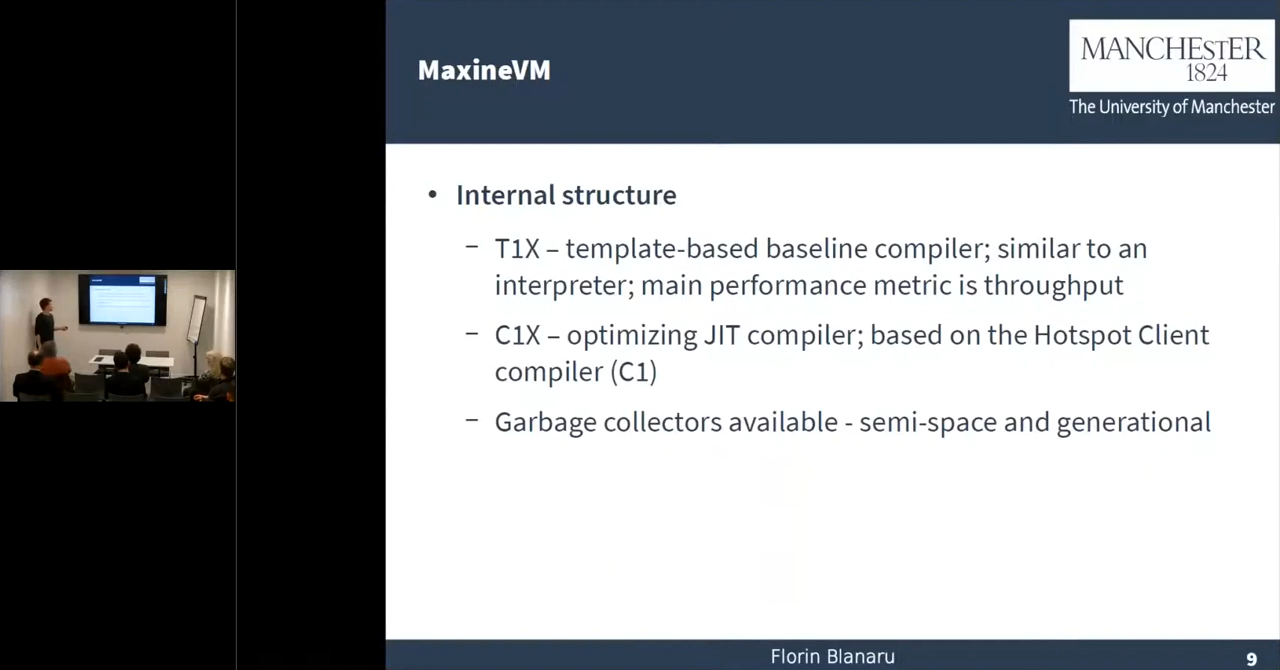 MaxineVM
MANCHESTER
1824
The University of Manchester
• Internal structure
– T1X – template-based baseline compiler; similar to an
interpreter; main performance metric is throughput
– C1X – optimizing JIT compiler; based on the Hotspot Client
compiler (C1)
– Garbage collectors available - semi-space and generational
Florin Blanaru
9